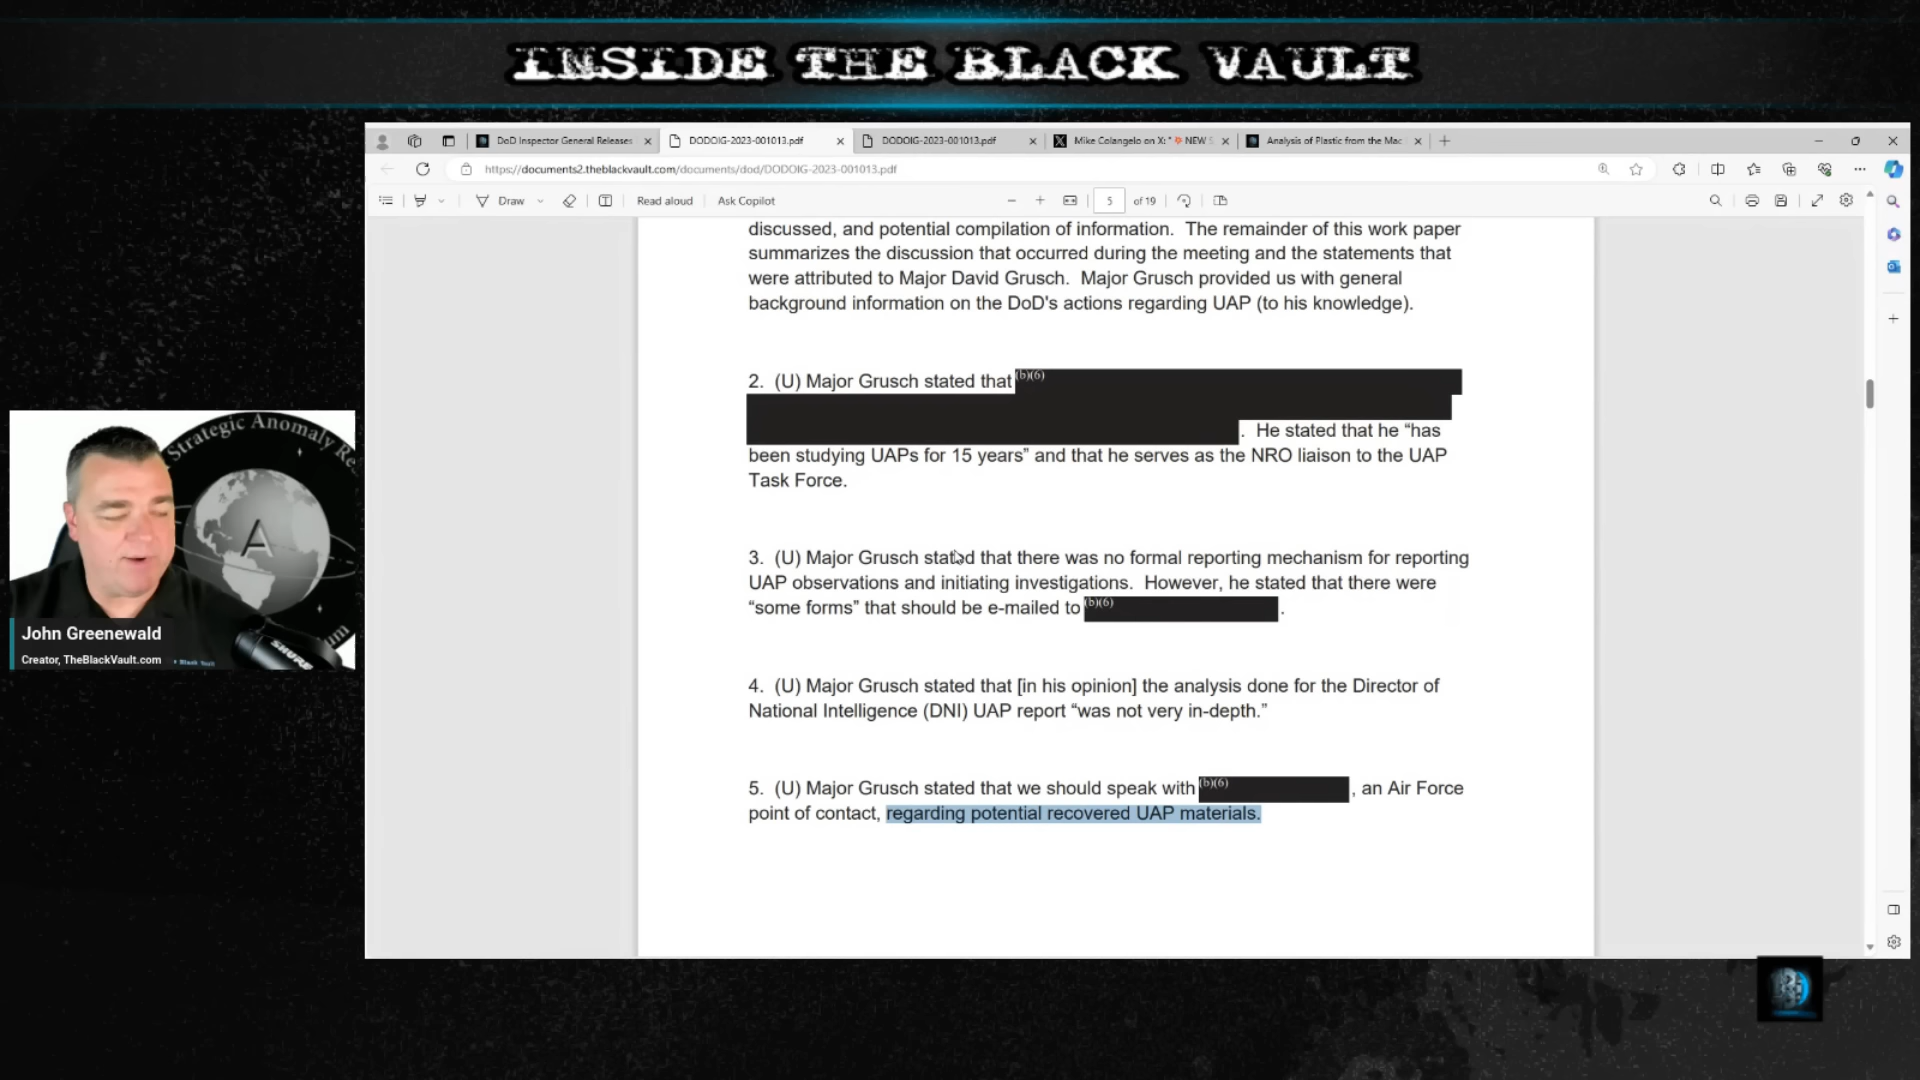 INSIDE THE BLACK VAULT
DoD Inspector General Releases
DODOIG-2023-001013.pdf
DODOIG-2023-001013.pdf
Mike Colangelo on X: "
NEW S
Analysis of Plastic from the Mac
https://documents2.theblackvault.com/documents/dod/DODOIG-2023-001013.pdf
Draw
Read aloud
Ask Copilot
5 of 19
discussed, and potential compilation of information. The remainder of this work paper
summarizes the discussion that occurred during the meeting and the statements that
were attributed to Major David Grusch. Major Grusch provided us with general
background information on the DoD's actions regarding UAP (to his knowledge).
2. (U) Major Grusch stated that (b)(6)
. He stated that he “has
been studying UAPs for 15 years” and that he serves as the NRO liaison to the UAP
Task Force.
3. (U) Major Grusch stated that there was no formal reporting mechanism for reporting
UAP observations and initiating investigations. However, he stated that there were
“some forms” that should be e-mailed to (b)(6) .
4. (U) Major Grusch stated that [in his opinion] the analysis done for the Director of
National Intelligence (DNI) UAP report “was not very in-depth.”
5. (U) Major Grusch stated that we should speak with (b)(6) , an Air Force
point of contact, regarding potential recovered UAP materials.
Strategic Anomaly Re
A
um
SHURE
John Greenewald
Creator, TheBlackVault.com
Black Vault